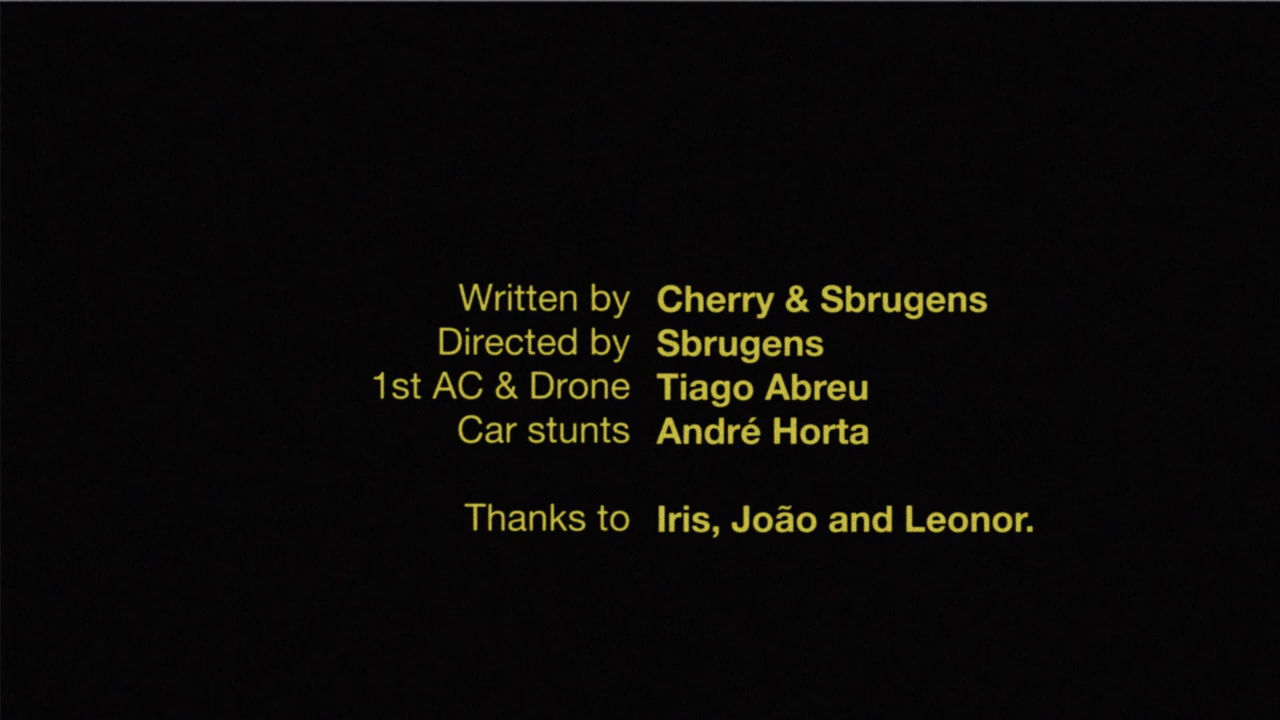 Written by Cherry & Sbrugens
Directed by Sbrugens
1st AC & Drone Tiago Abreu
Car stunts André Horta
Thanks to Iris, João and Leonor.